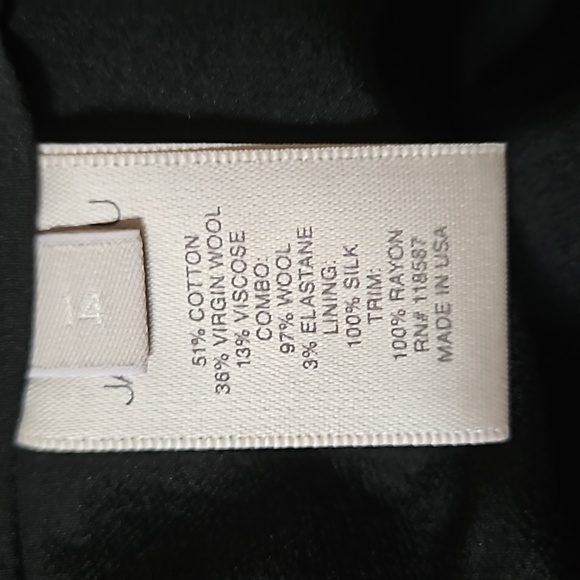 4
51% COTTON
36% VIRGIN WOOL
13% VISCOSE
COMBO:
97% WOOL
3% ELASTANE
LINING:
100% SILK
TRIM:
100% RAYON
RN# 118587
MADE IN USA